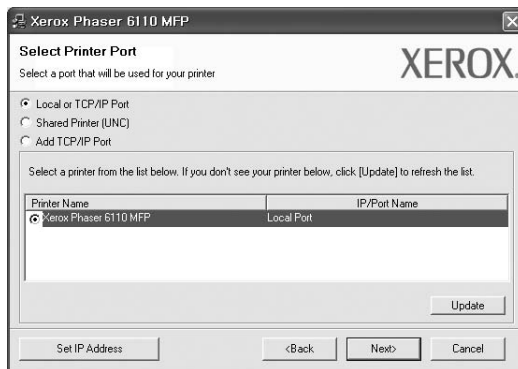 Xerox Phaser 6110 MFP
Select Printer Port
Select a port that will be used for your printer
XEROX.
Local or TCP/IP Port
Shared Printer (UNC)
Add TCP/IP Port
Select a printer from the list below. If you don't see your printer below, click [Update] to refresh the list.
Printer Name IP/Port Name
Xerox Phaser 6110 MFP Local Port
Update
Set IP Address <Back Next> Cancel